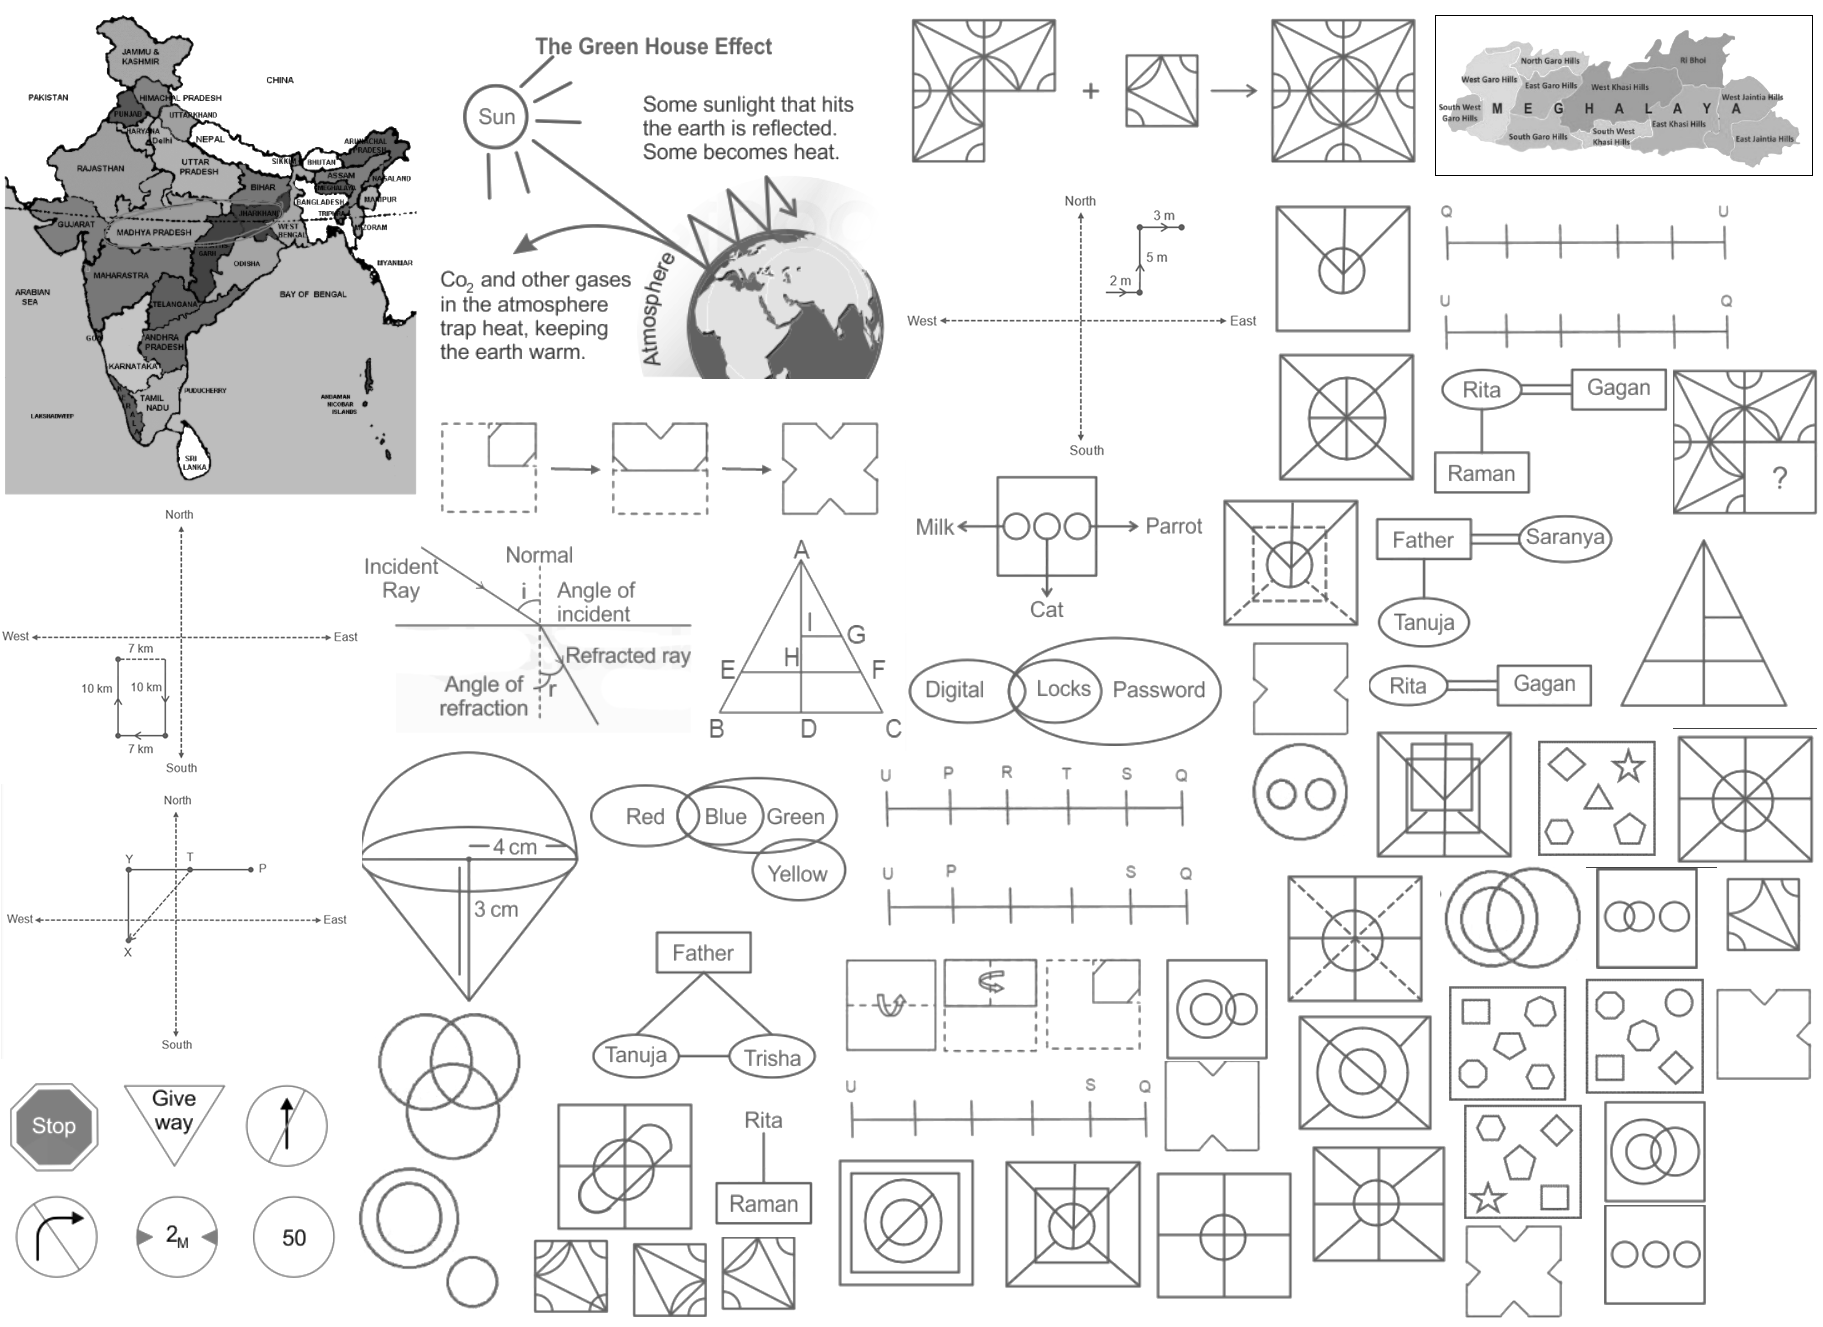 JAMMU &
KASHMIR
CHINA
PAKISTAN
HIMACHAL PRADESH
PUNJAB
UTTARKHAND
HARYANA
Delhi
NEPAL
ARUNACHAL
PRADESH
SIKKIM
BHUTAN
RAJASTHAN
UTTAR
PRADESH
ASSAM
NAGALAND
BIHAR
MEGHALAYA
BANGLADESH
MANIPUR
TRIPURA
JHARKHAND
GUJARAT
MADHYA PRADESH
WEST
BENGAL
MIZORAM
ODISHA
MYANMAR
MAHARASTRA
ARABIAN
SEA
BAY OF BENGAL
TELANGANA
GOA
ANDHRA
PRADESH
KARNATAKA
PUDUCHERRY
TAMIL
NADU
ANDAMAN
NICOBAR
ISLANDS
LAKSHADWEEP
SRI
LANKA
The Green House Effect
Sun
Some sunlight that hits
the earth is reflected.
Some becomes heat.
Co2 and other gases
in the atmosphere
trap heat, keeping
the earth warm.
Atmosphere
+
North Garo Hills
Ri Bhoi
West Garo Hills
East Garo Hills
West Khasi Hills
West Jaintia Hills
South West
Garo Hills
MEGHALAYA
South Garo Hills
South West
Khasi Hills
East Khasi Hills
East Jaintia Hills
North
3 m
5 m
2 m
West
East
South
Q U
U Q
Rita
Gagan
Raman
?
North
West
East
7 km
10 km
10 km
7 km
South
Incident
Ray
Normal
i
Angle of
incident
Refracted ray
Angle of
refraction
r
A
I
G
H
E
F
B
D
C
Milk
Parrot
Cat
Father
Saranya
Tanuja
Digital
Locks
Password
Rita
Gagan
North
Y
T
P
West
East
X
South
4 cm
3 cm
Red
Blue
Green
Yellow
U P R T S Q
U P S Q
Father
Tanuja
Trisha
U S Q
Rita
Raman
Stop
Give
way
2M
50